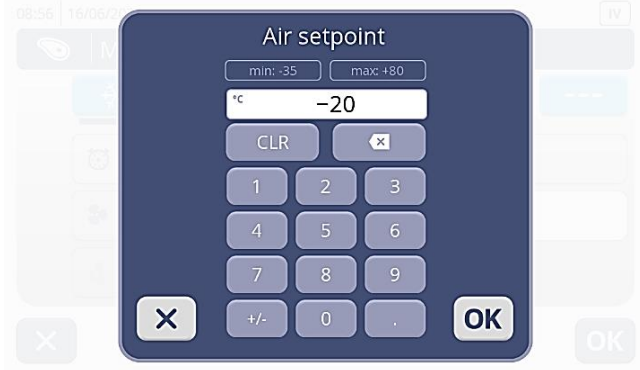 08:56 16/06/20
IV
M
Air setpoint
min: -35 max: +80
°C −20
CLR
1 2 3
4 5 6
7 8 9
+/- 0 .
X OK
X OK